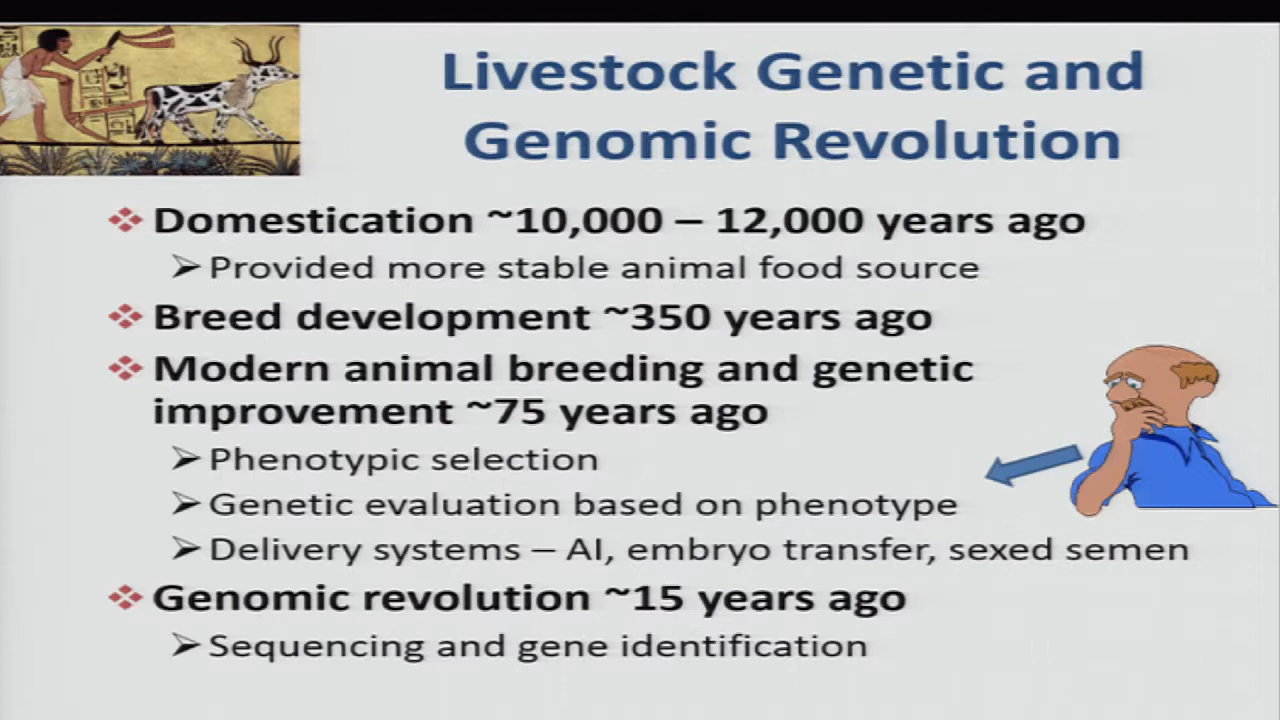 Livestock Genetic and
Genomic Revolution
❖ Domestication ~10,000 – 12,000 years ago
➢ Provided more stable animal food source
❖ Breed development ~350 years ago
❖ Modern animal breeding and genetic
improvement ~75 years ago
➢ Phenotypic selection
➢ Genetic evaluation based on phenotype
➢ Delivery systems – AI, embryo transfer, sexed semen
❖ Genomic revolution ~15 years ago
➢ Sequencing and gene identification